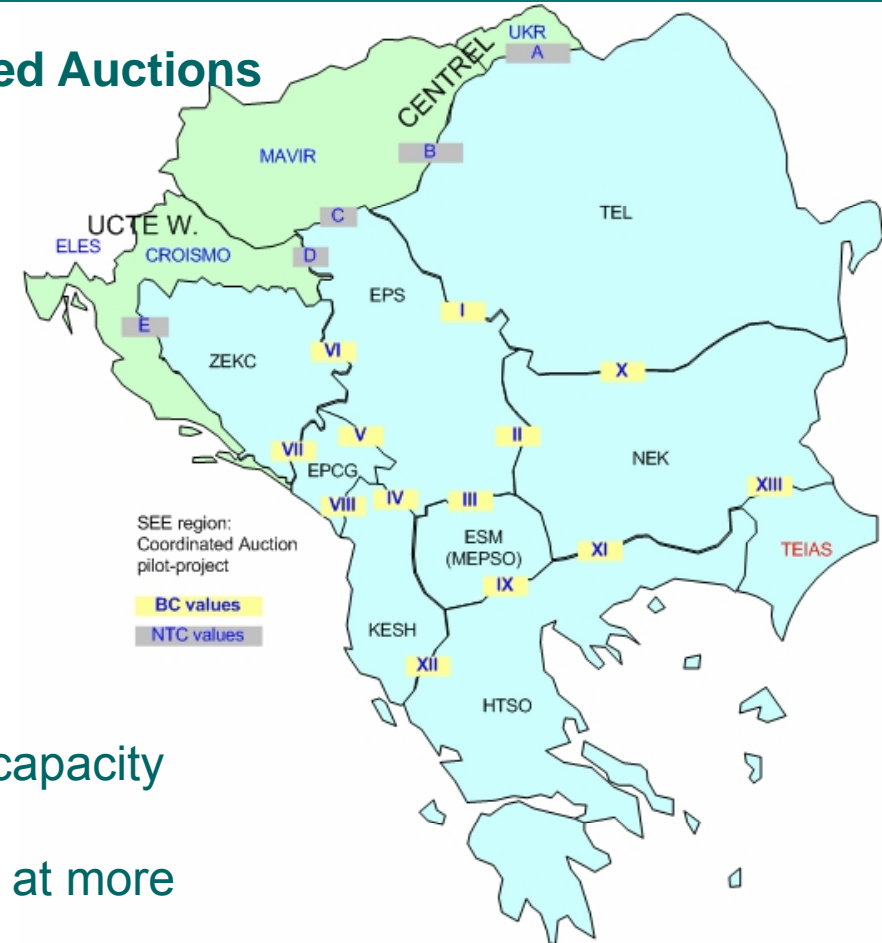 ed Auctions
UKR
A
CENTREL
MAVIR
B
TEL
C
UCTE W.
ELES
CROISMO
D
EPS
I
E
ZEKC
VI
X
V
II
VII
NEK
EPCG
VIII
IV
III
XIII
SEE region:
Coordinated Auction
pilot-project
ESM
(MEPSO)
XI
TEIAS
IX
BC values
NTC values
KESH
XII
HTSO
capacity
at more